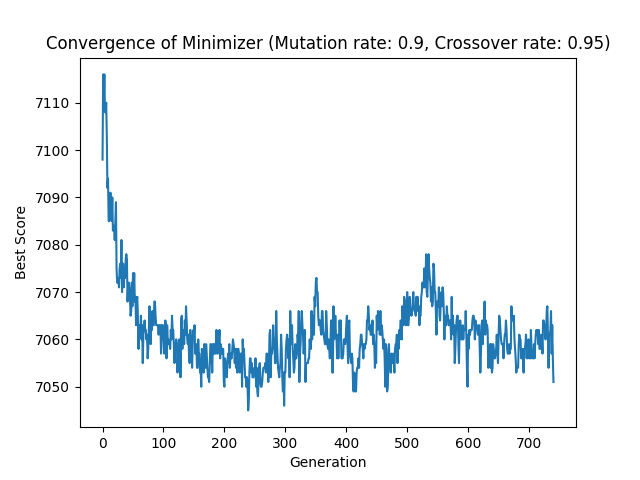 Convergence of Minimizer (Mutation rate: 0.9, Crossover rate: 0.95)
7110
7100
7090
7080
7070
7060
7050
Best Score
0 100 200 300 400 500 600 700
Generation